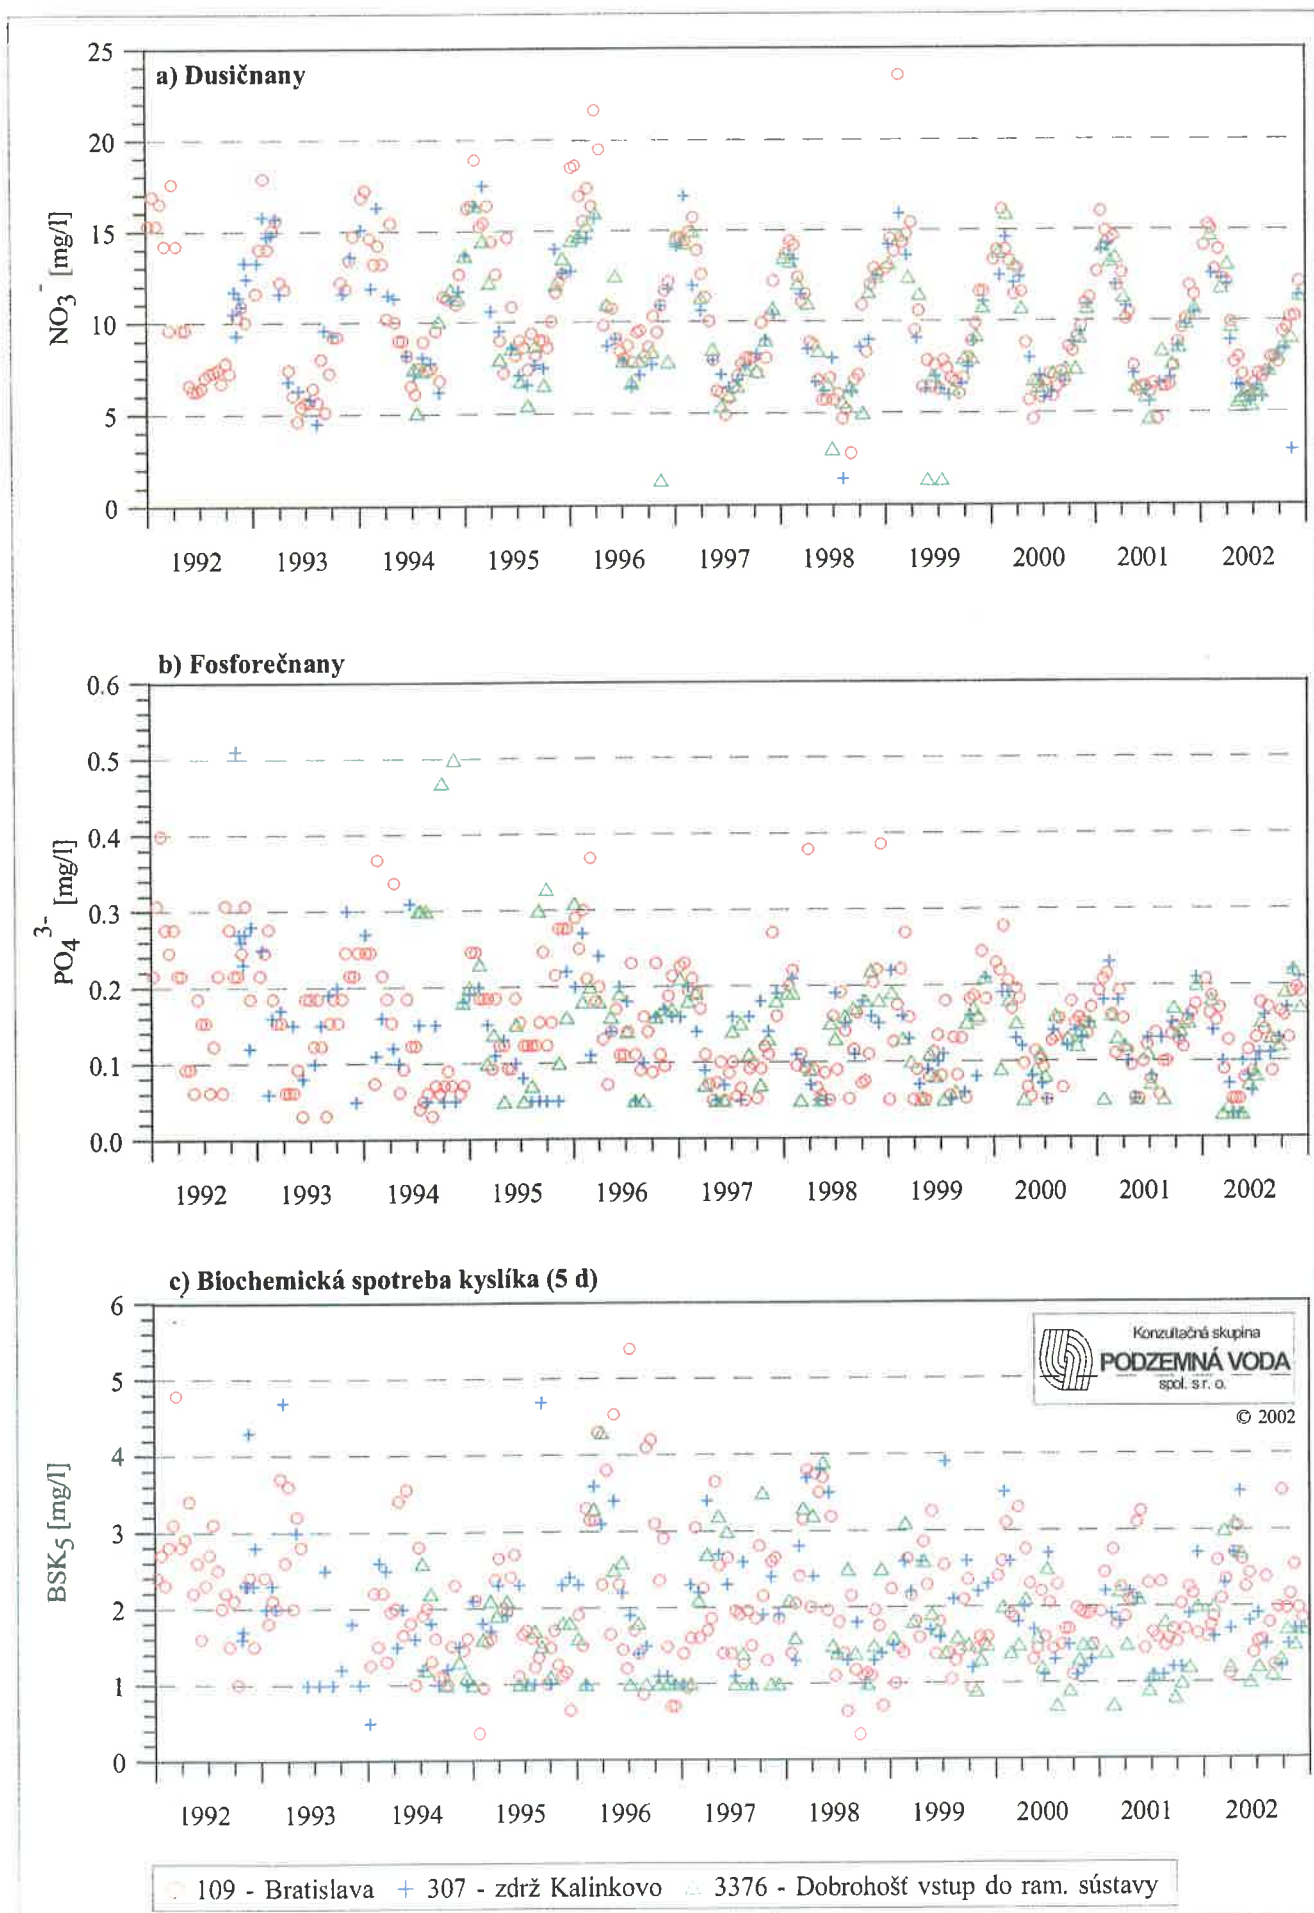 a) Dusičnany
25
20
15
10
5
0
NO3- [mg/l]
1992 1993 1994 1995 1996 1997 1998 1999 2000 2001 2002
b) Fosforečnany
0.6
0.5
0.4
0.3
0.2
0.1
0.0
PO4 3- [mg/l]
1992 1993 1994 1995 1996 1997 1998 1999 2000 2001 2002
c) Biochemická spotreba kyslíka (5 d)
6
5
4
3
2
1
0
BSK5 [mg/l]
Konzultačná skupina
PODZEMNÁ VODA
spol. s r. o.
© 2002
1992 1993 1994 1995 1996 1997 1998 1999 2000 2001 2002
109 - Bratislava 307 - zdrž Kalinkovo 3376 - Dobrohošť vstup do ram. sústavy